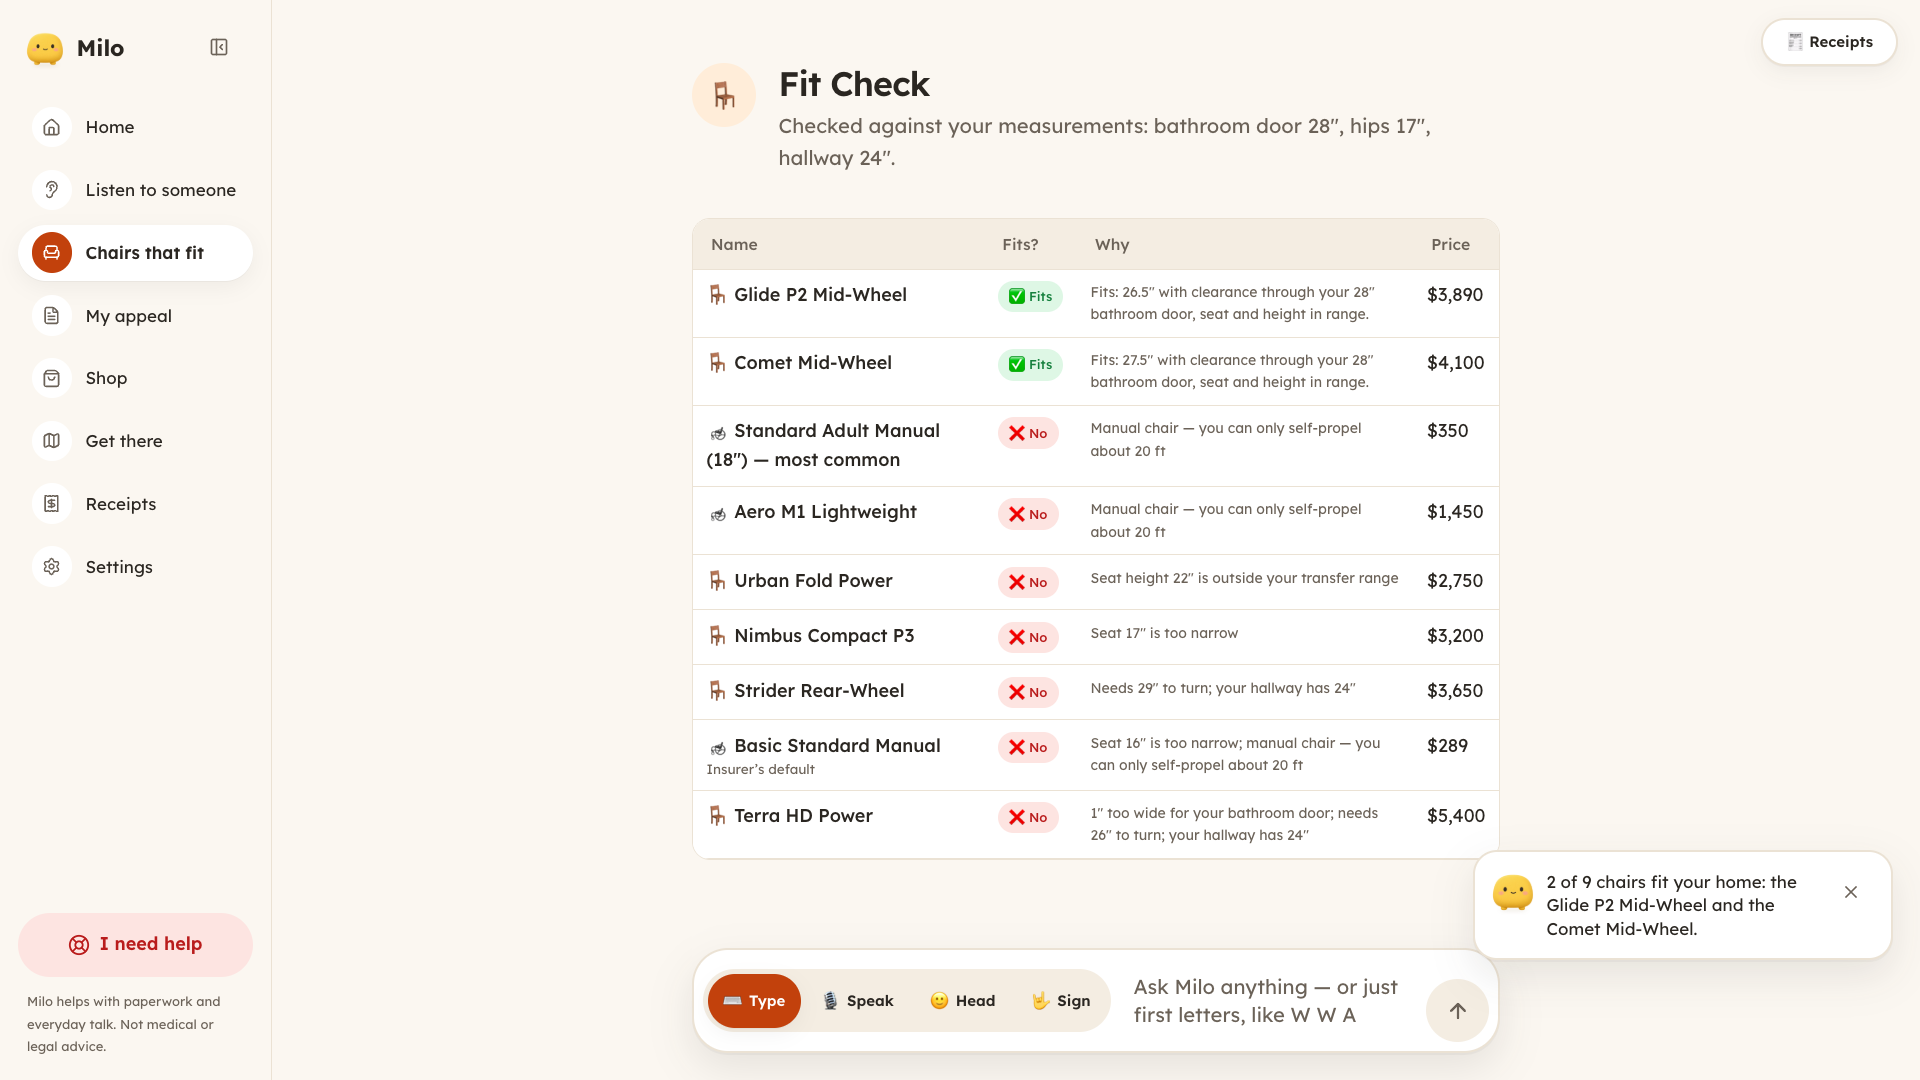 Milo
Home
Listen to someone
Chairs that fit
My appeal
Shop
Get there
Receipts
Settings
I need help
Milo helps with paperwork and
everyday talk. Not medical or
legal advice.
Receipts
Fit Check
Checked against your measurements: bathroom door 28", hips 17",
hallway 24".
Name Fits? Why Price
Glide P2 Mid-Wheel Fits Fits: 26.5" with clearance through your 28" $3,890
bathroom door, seat and height in range.
Comet Mid-Wheel Fits Fits: 27.5" with clearance through your 28" $4,100
bathroom door, seat and height in range.
Standard Adult Manual No Manual chair — you can only self-propel $350
(18") — most common about 20 ft
Aero M1 Lightweight No Manual chair — you can only self-propel $1,450
about 20 ft
Urban Fold Power No Seat height 22" is outside your transfer range $2,750
Nimbus Compact P3 No Seat 17" is too narrow $3,200
Strider Rear-Wheel No Needs 29" to turn; your hallway has 24" $3,650
Basic Standard Manual No Seat 16" is too narrow; manual chair — you $289
Insurer's default can only self-propel about 20 ft
Terra HD Power No 1" too wide for your bathroom door; needs $5,400
26" to turn; your hallway has 24"
2 of 9 chairs fit your home: the
Glide P2 Mid-Wheel and the
Comet Mid-Wheel.
Type Speak Head Sign
Ask Milo anything — or just
first letters, like W W A